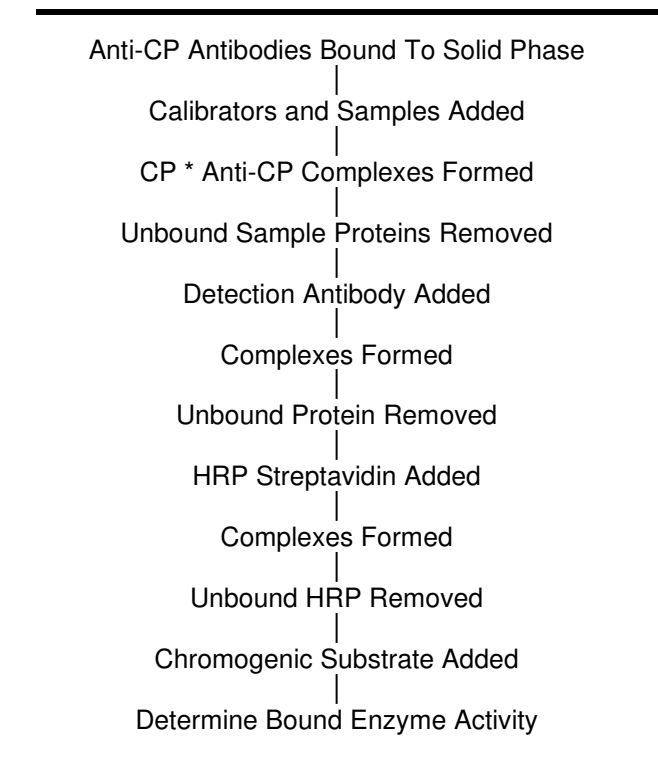 Anti-CP Antibodies Bound To Solid Phase
Calibrators and Samples Added
CP * Anti-CP Complexes Formed
Unbound Sample Proteins Removed
Detection Antibody Added
Complexes Formed
Unbound Protein Removed
HRP Streptavidin Added
Complexes Formed
Unbound HRP Removed
Chromogenic Substrate Added
Determine Bound Enzyme Activity